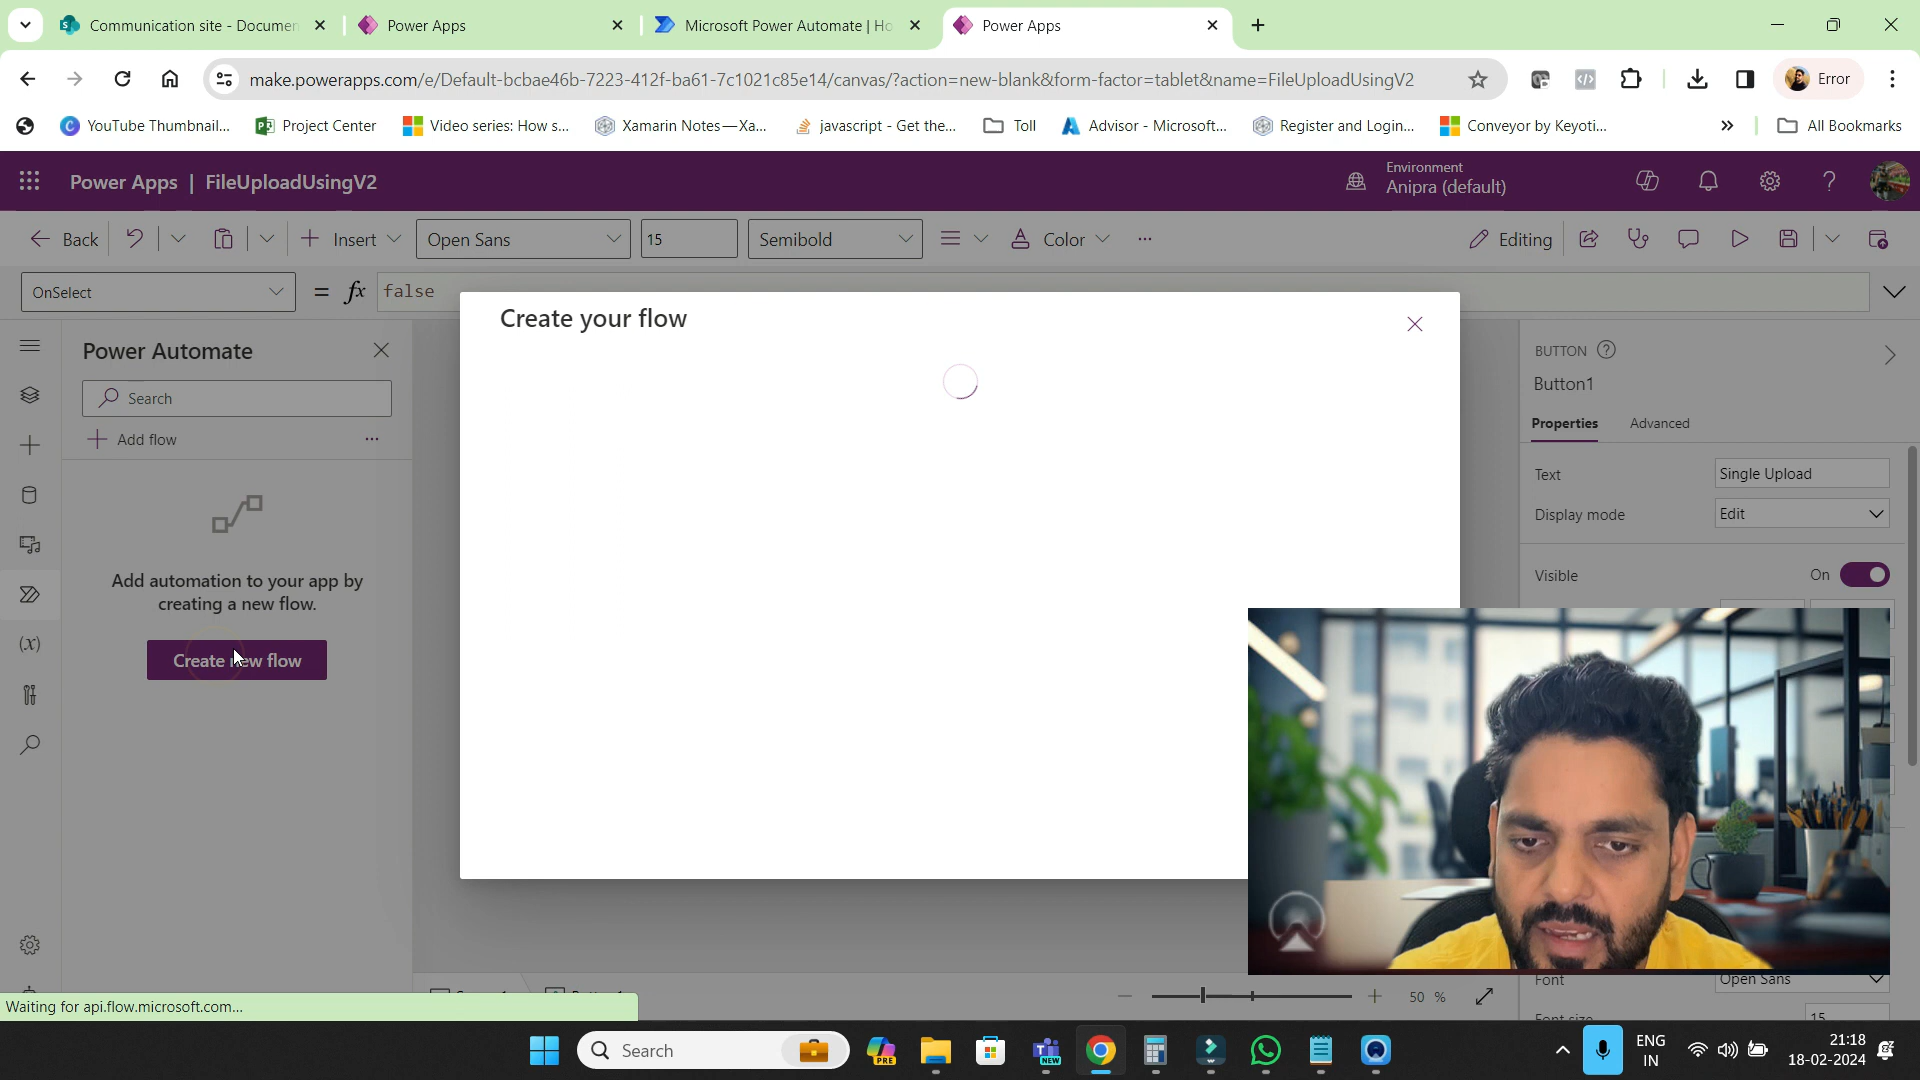 Communication site - Documen
Power Apps
Microsoft Power Automate | Ho
Power Apps
make.powerapps.com/e/Default-bcbae46b-7223-412f-ba61-7c1021c85e14/canvas/?action=new-blank&form-factor=tablet&name=FileUploadUsingV2
Error
YouTube Thumbnail...
Project Center
Video series: How s...
Xamarin Notes—Xa...
javascript - Get the...
Toll
Advisor - Microsoft...
Register and Login...
Conveyor by Keyoti...
All Bookmarks
Power Apps | FileUploadUsingV2
Environment
Anipra (default)
Back
Insert
Open Sans
15
Semibold
Color
Editing
OnSelect
= fx false
Power Automate
Search
Add flow
Add automation to your app by
creating a new flow.
Create new flow
Create your flow
BUTTON
Button1
Properties
Advanced
Text
Single Upload
Display mode
Edit
Visible
On
Font
Open Sans
Font size
15
50 %
Waiting for api.flow.microsoft.com...
Search
PRE
NEW
ENG
IN
21:18
18-02-2024